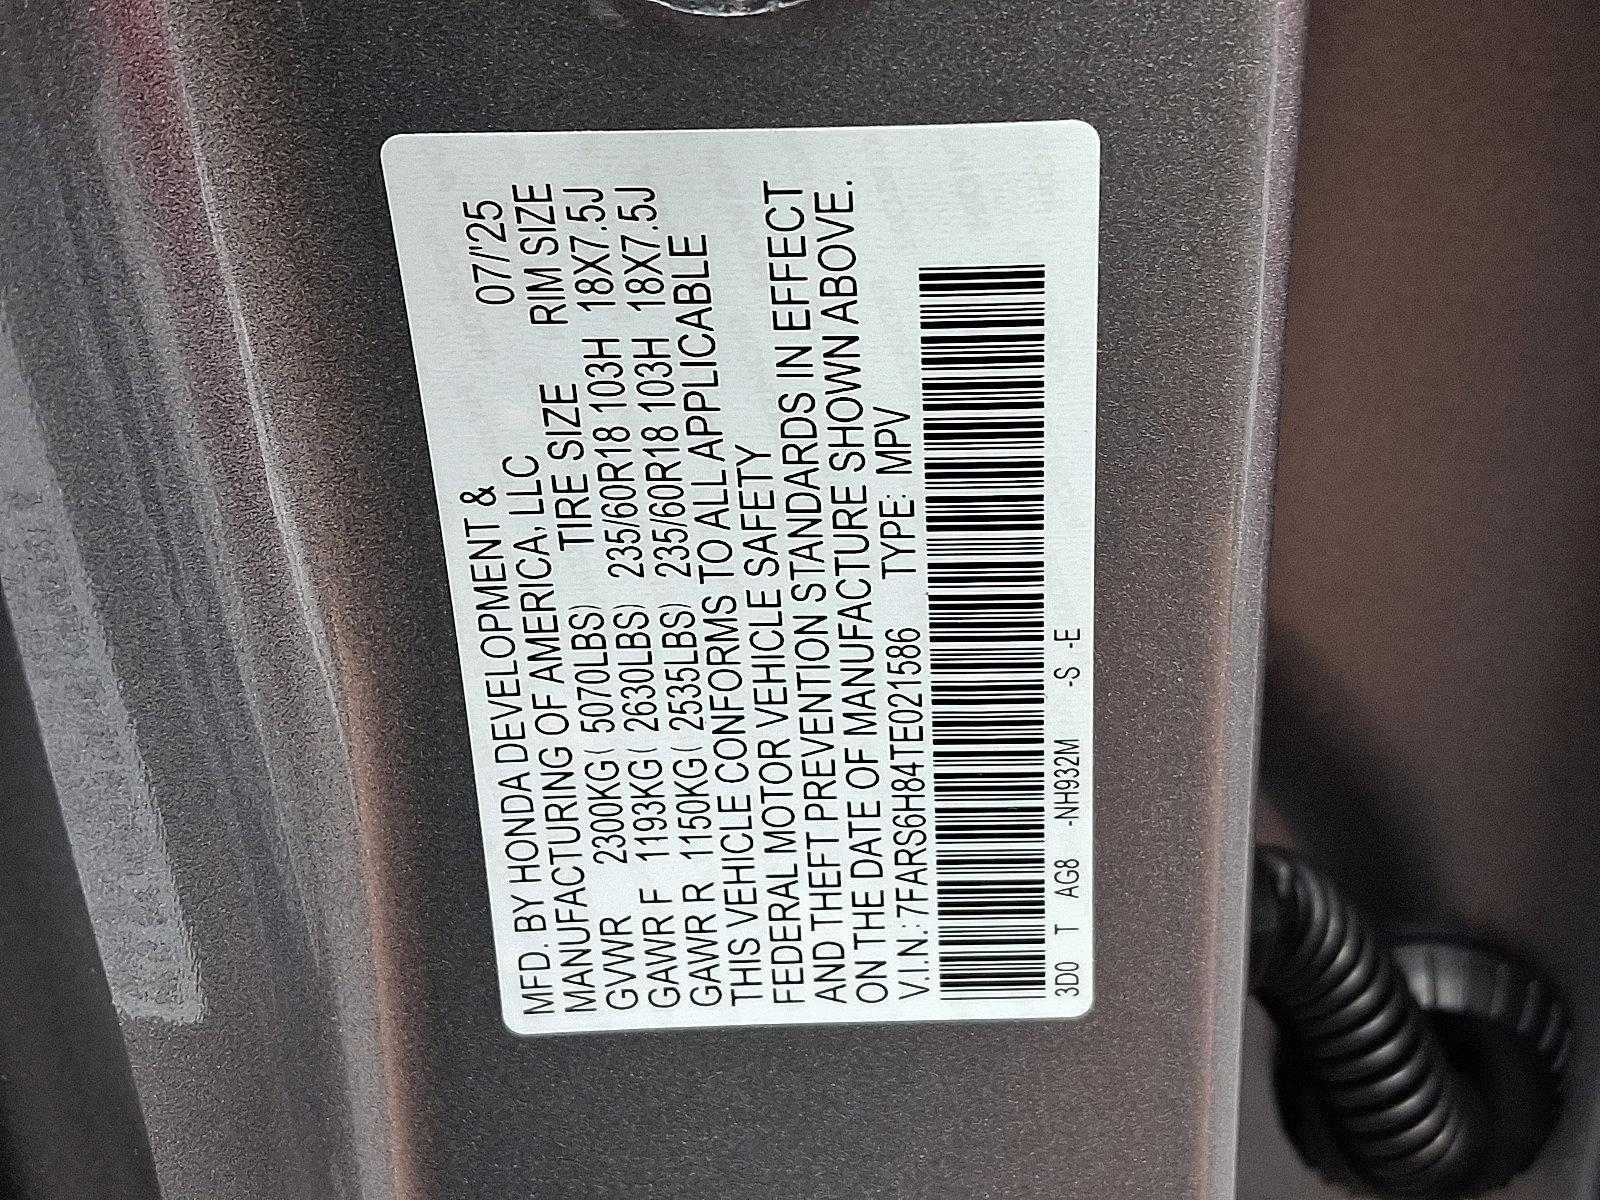 MFD. BY HONDA DEVELOPMENT & 07/'25
MANUFACTURING OF AMERICA, LLC
TIRE SIZE RIM SIZE
GVWR 2300KG( 5070LBS) 235/60R18 103H 18X7.5J
GAWR F 1193KG( 2630LBS) 235/60R18 103H 18X7.5J
GAWR R 1150KG( 2535LBS)
THIS VEHICLE CONFORMS TO ALL APPLICABLE
FEDERAL MOTOR VEHICLE SAFETY
AND THEFT PREVENTION STANDARDS IN EFFECT
ON THE DATE OF MANUFACTURE SHOWN ABOVE.
V.I.N.: 7FARS6H84TE021586 TYPE: MPV
3D0 T AG8 -NH932M -S -E